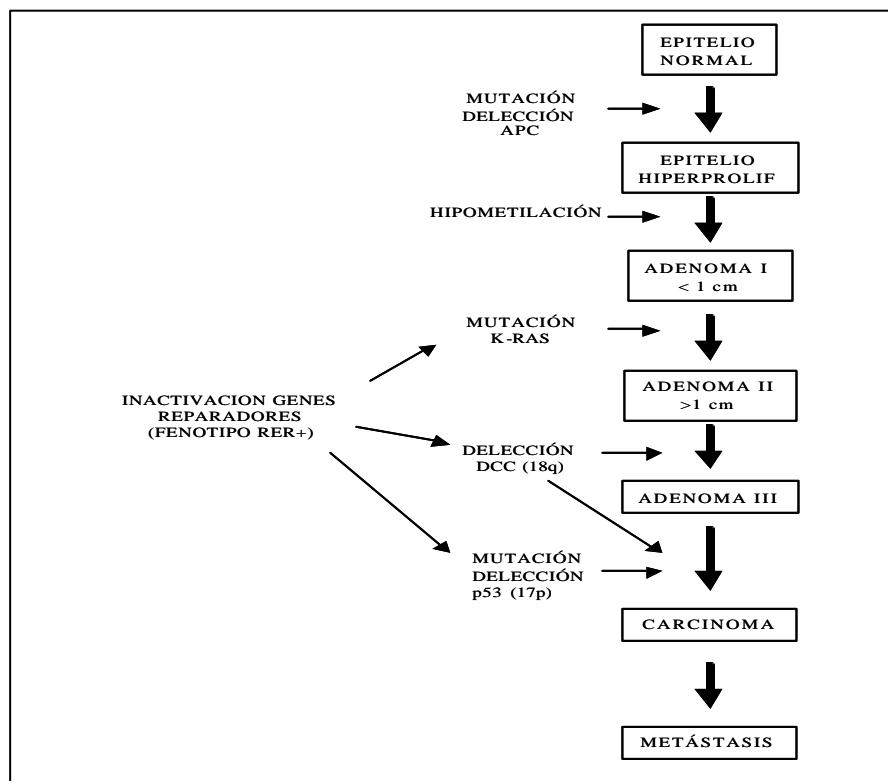 EPITELIO
NORMAL
MUTACIÓN
DELECCIÓN
APC
EPITELIO
HIPERPROLIF
HIPOMETILACIÓN
ADENOMA I
< 1 cm
MUTACIÓN
K-RAS
ADENOMA II
>1 cm
INACTIVACION GENES
REPARADORES
(FENOTIPO RER+)
DELECCIÓN
DCC (18q)
ADENOMA III
MUTACIÓN
DELECCIÓN
p53 (17p)
CARCINOMA
METÁSTASIS